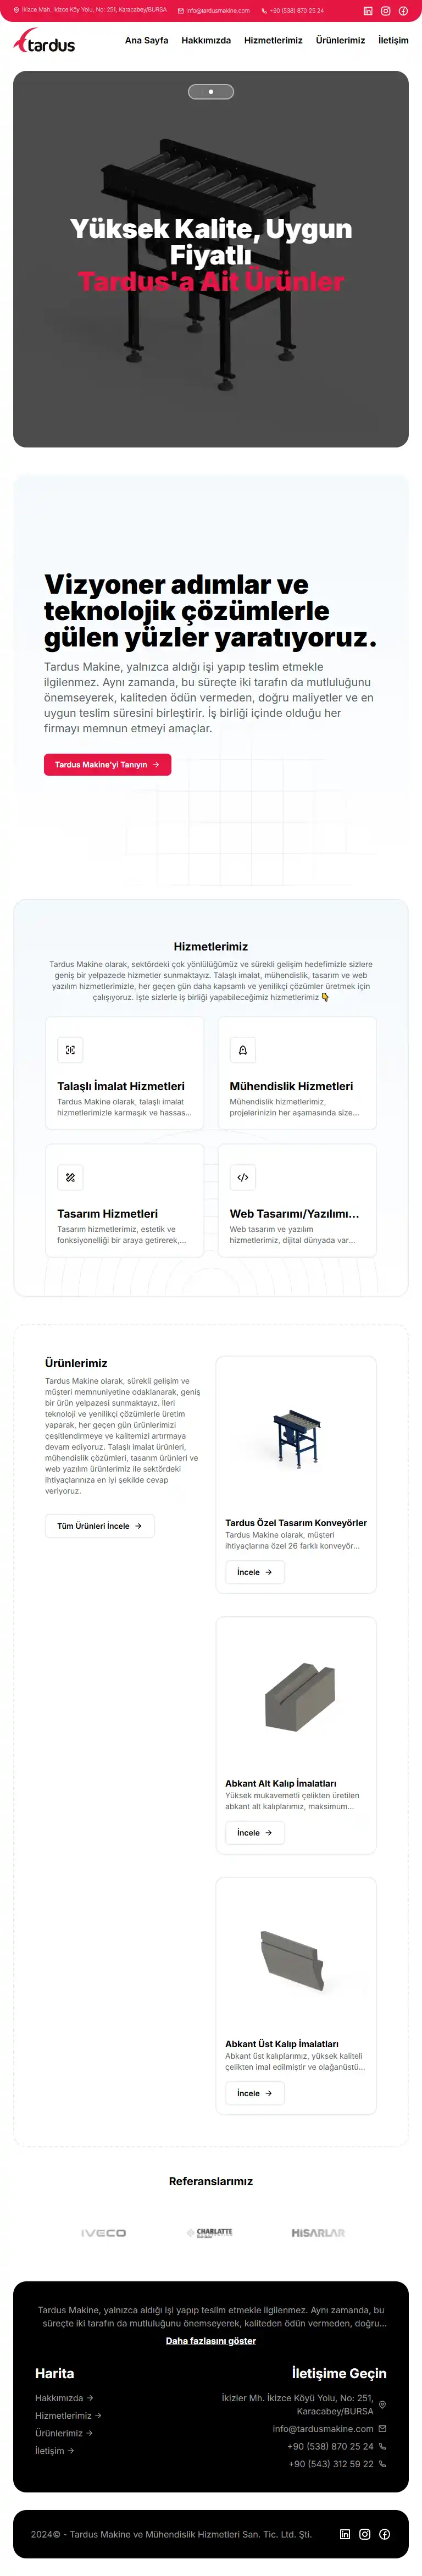 İkizce Mah. İkizce Köy Yolu, No: 251, Karacabey/BURSA
info@tardusmakine.com
+90 (538) 870 25 24
tardus
Ana Sayfa Hakkımızda Hizmetlerimiz Ürünlerimiz İletişim
Yüksek Kalite, Uygun
Fiyatlı
Tardus'a Ait Ürünler
Vizyoner adımlar ve
teknolojik çözümlerle
gülen yüzler yaratıyoruz.
Tardus Makine, yalnızca aldığı işi yapıp teslim etmekle
ilgilenmez. Aynı zamanda, bu süreçte iki tarafın da mutluluğunu
önemseyerek, kaliteden ödün vermeden, doğru maliyetler ve en
uygun teslim süresini birleştirir. İş birliği içinde olduğu her
firmayı memnun etmeyi amaçlar.
Tardus Makine'yi Tanıyın →
Hizmetlerimiz
Tardus Makine olarak, sektördeki çok yönlülüğümüz ve sürekli gelişim hedefimizle sizlere
geniş bir yelpazede hizmetler sunmaktayız. Talaşlı imalat, mühendislik, tasarım ve web
yazılım hizmetlerimizle, her geçen gün daha kapsamlı ve yenilikçi çözümler üretmek için
çalışıyoruz. İşte sizlerle iş birliği yapabileceğimiz hizmetlerimiz 👇
Talaşlı İmalat Hizmetleri
Tardus Makine olarak, talaşlı imalat
hizmetlerimizle karmaşık ve hassas...
Mühendislik Hizmetleri
Mühendislik hizmetlerimiz,
projelerinizin her aşamasında size...
Tasarım Hizmetleri
Tasarım hizmetlerimiz, estetik ve
fonksiyonelliği bir araya getirerek,...
Web Tasarımı/Yazılımı...
Web tasarım ve yazılım
hizmetlerimiz, dijital dünyada var...
Ürünlerimiz
Tardus Makine olarak, sürekli gelişim ve
müşteri memnuniyetine odaklanarak, geniş
bir ürün yelpazesi sunmaktayız. İleri
teknoloji ve yenilikçi çözümlerle üretim
yaparak, her geçen gün ürünlerimizi
çeşitlendirmeye ve kalitemizi artırmaya
devam ediyoruz. Talaşlı imalat ürünleri,
mühendislik çözümleri, tasarım ürünleri ve
web yazılım ürünlerimiz ile sektördeki
ihtiyaçlarınıza en iyi şekilde cevap
veriyoruz.
Tüm Ürünleri İncele →
Tardus Özel Tasarım Konveyörler
Tardus Makine olarak, müşteri
ihtiyaçlarına özel 26 farklı konveyör...
İncele →
Abkant Alt Kalıp İmalatları
Yüksek mukavemetli çelikten üretilen
abkant alt kalıplarımız, maksimum...
İncele →
Abkant Üst Kalıp İmalatları
Abkant üst kalıplarımız, yüksek kaliteli
çelikten imal edilmiştir ve olağanüstü...
İncele →
Referanslarımız
IVECO
CHARLATTE
HİSARLAR
Tardus Makine, yalnızca aldığı işi yapıp teslim etmekle ilgilenmez. Aynı zamanda, bu
süreçte iki tarafın da mutluluğunu önemseyerek, kaliteden ödün vermeden, doğru...
Daha fazlasını göster
Harita
Hakkımızda →
Hizmetlerimiz →
Ürünlerimiz →
İletişim →
İletişime Geçin
İkizler Mh. İkizce Köyü Yolu, No: 251,
Karacabey/BURSA
info@tardusmakine.com
+90 (538) 870 25 24
+90 (543) 312 59 22
2024© - Tardus Makine ve Mühendislik Hizmetleri San. Tic. Ltd. Şti.